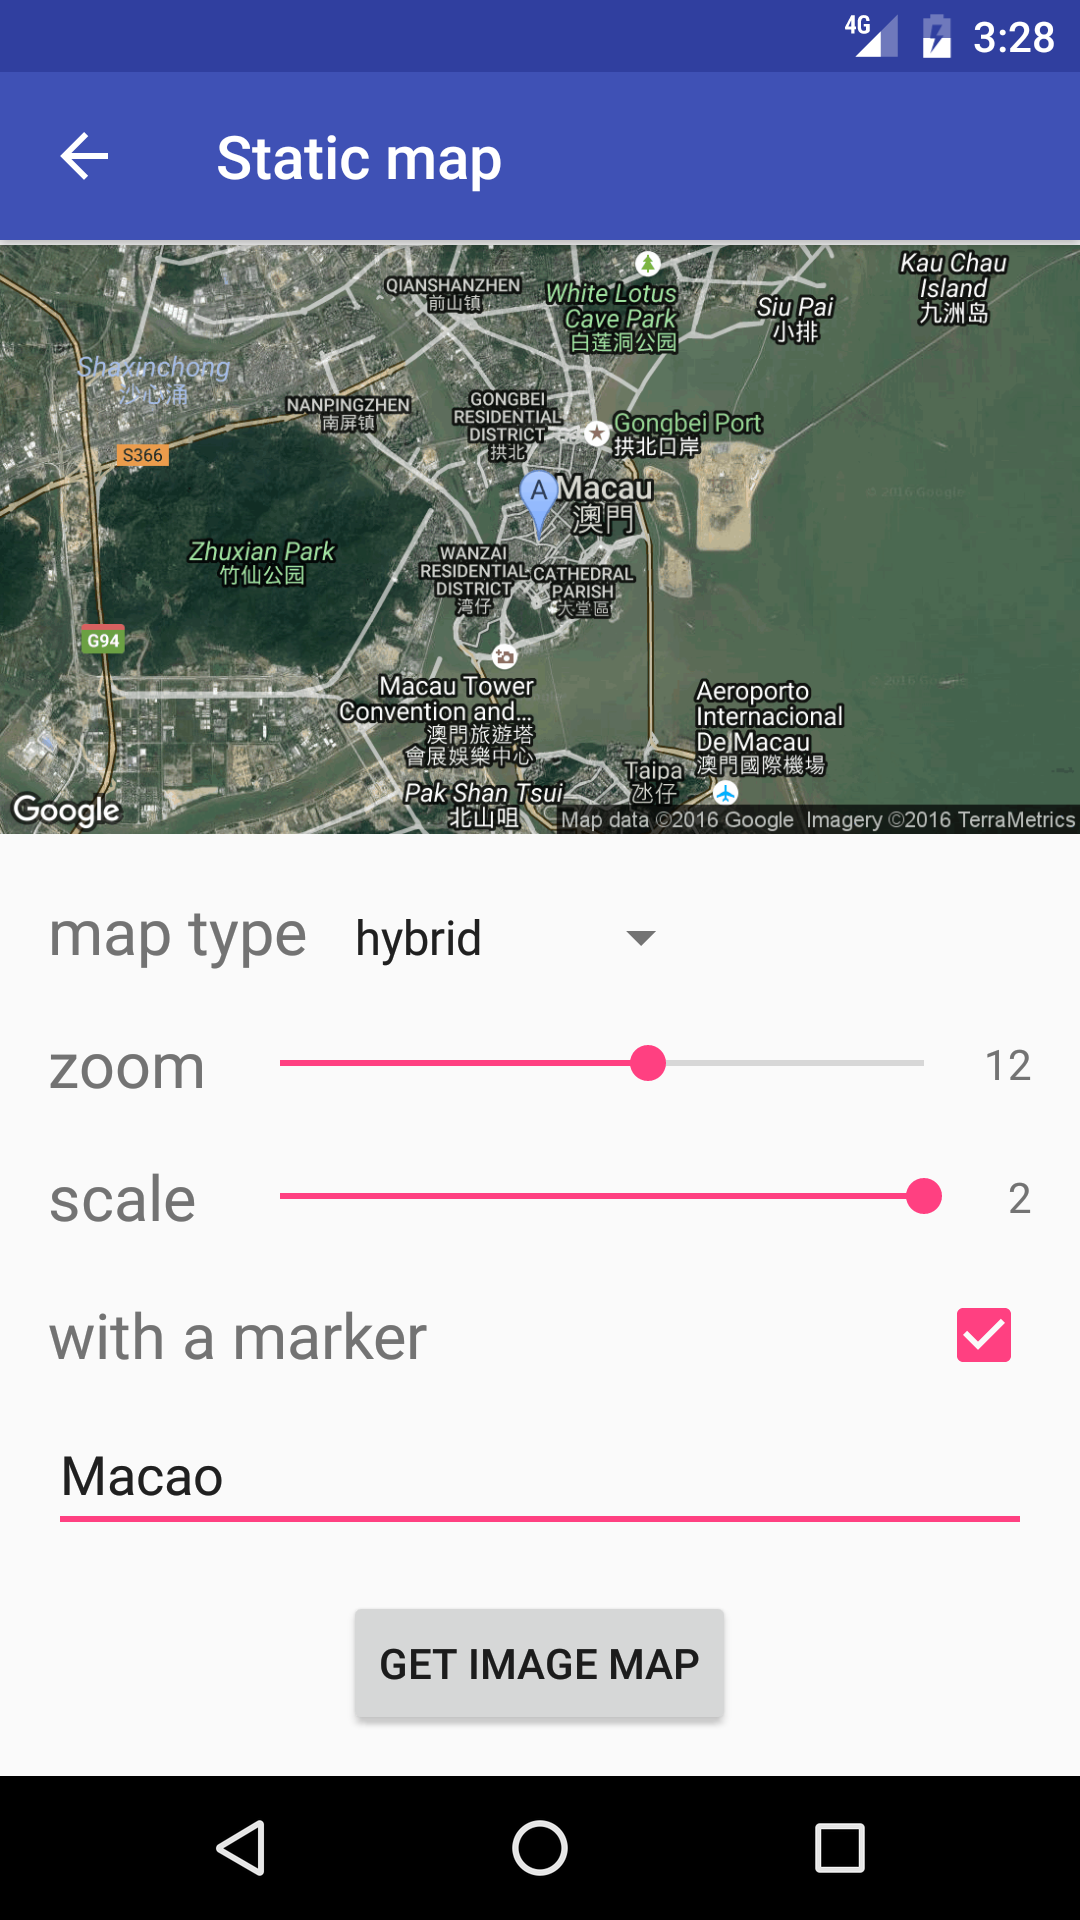 4G 3:28
Static map
QIANSHANZHEN
前山镇
White Lotus
Cave Park
白莲洞公园
Siu Pai
小排
Kau Chau
Island
九洲岛
Shaxinchong
沙心涌
NANPINGZHEN
南屏镇
GONGBEI
RESIDENTIAL
DISTRICT
拱北
Gongbei Port
拱北口岸
S366
A
Macau
澳門
© 2016 Google
Zhuxian Park
竹仙公园
WANZAI
RESIDENTIAL
DISTRICT
湾仔
CATHEDRAL
PARISH
大堂區
G94
Macau Tower
Convention and...
澳門旅遊塔
會展娛樂中心
© 2016 Google
Aeroporto
Internacional
De Macau
澳門國際機場
Taipa
氹仔
Pak Shan Tsui
北山咀
Google
Map data ©2016 Google Imagery ©2016 TerraMetrics
map type hybrid
zoom 12
scale 2
with a marker
Macao
GET IMAGE MAP